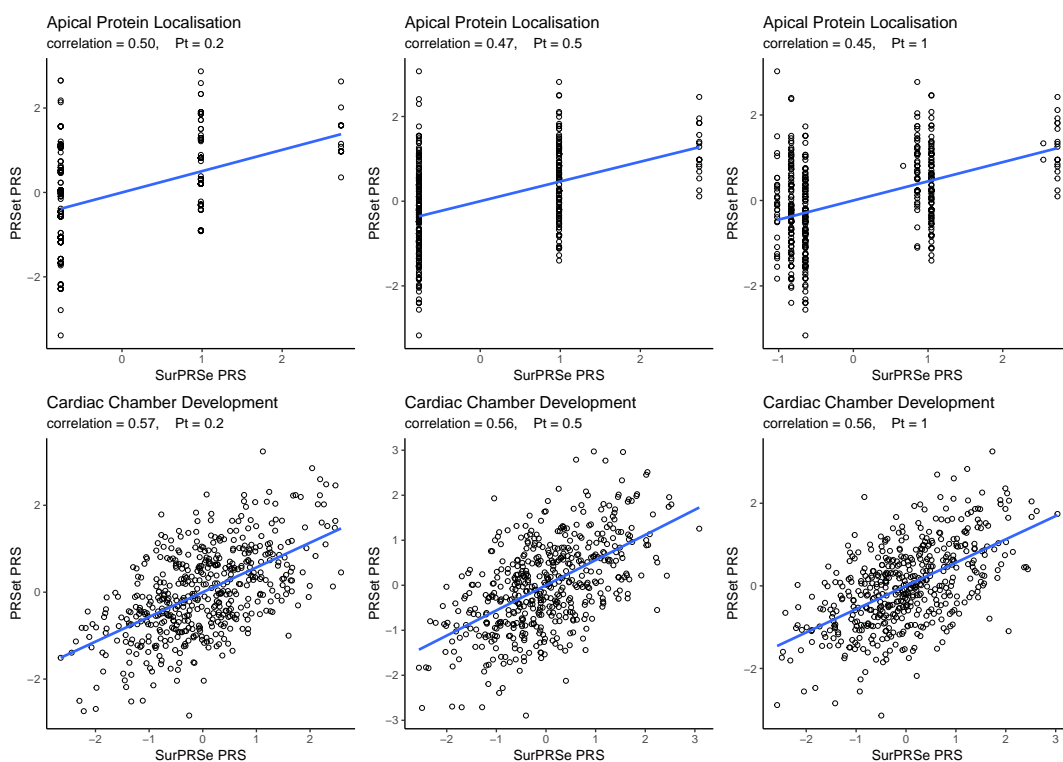 Apical Protein Localisation
correlation = 0.50,    Pt = 0.2
PRSet PRS
2
0
−2
0
1
2
SurPRSe PRS
Apical Protein Localisation
correlation = 0.47,    Pt = 0.5
PRSet PRS
2
0
−2
0
1
2
SurPRSe PRS
Apical Protein Localisation
correlation = 0.45,    Pt = 1
PRSet PRS
2
0
−2
−1
0
1
2
SurPRSe PRS
Cardiac Chamber Development
correlation = 0.57,    Pt = 0.2
PRSet PRS
2
0
−2
−2
−1
0
1
2
SurPRSe PRS
Cardiac Chamber Development
correlation = 0.56,    Pt = 0.5
PRSet PRS
3
2
1
0
−1
−2
−3
−2
−1
0
1
2
3
SurPRSe PRS
Cardiac Chamber Development
correlation = 0.56,    Pt = 1
PRSet PRS
2
0
−2
−2
−1
0
1
2
3
SurPRSe PRS